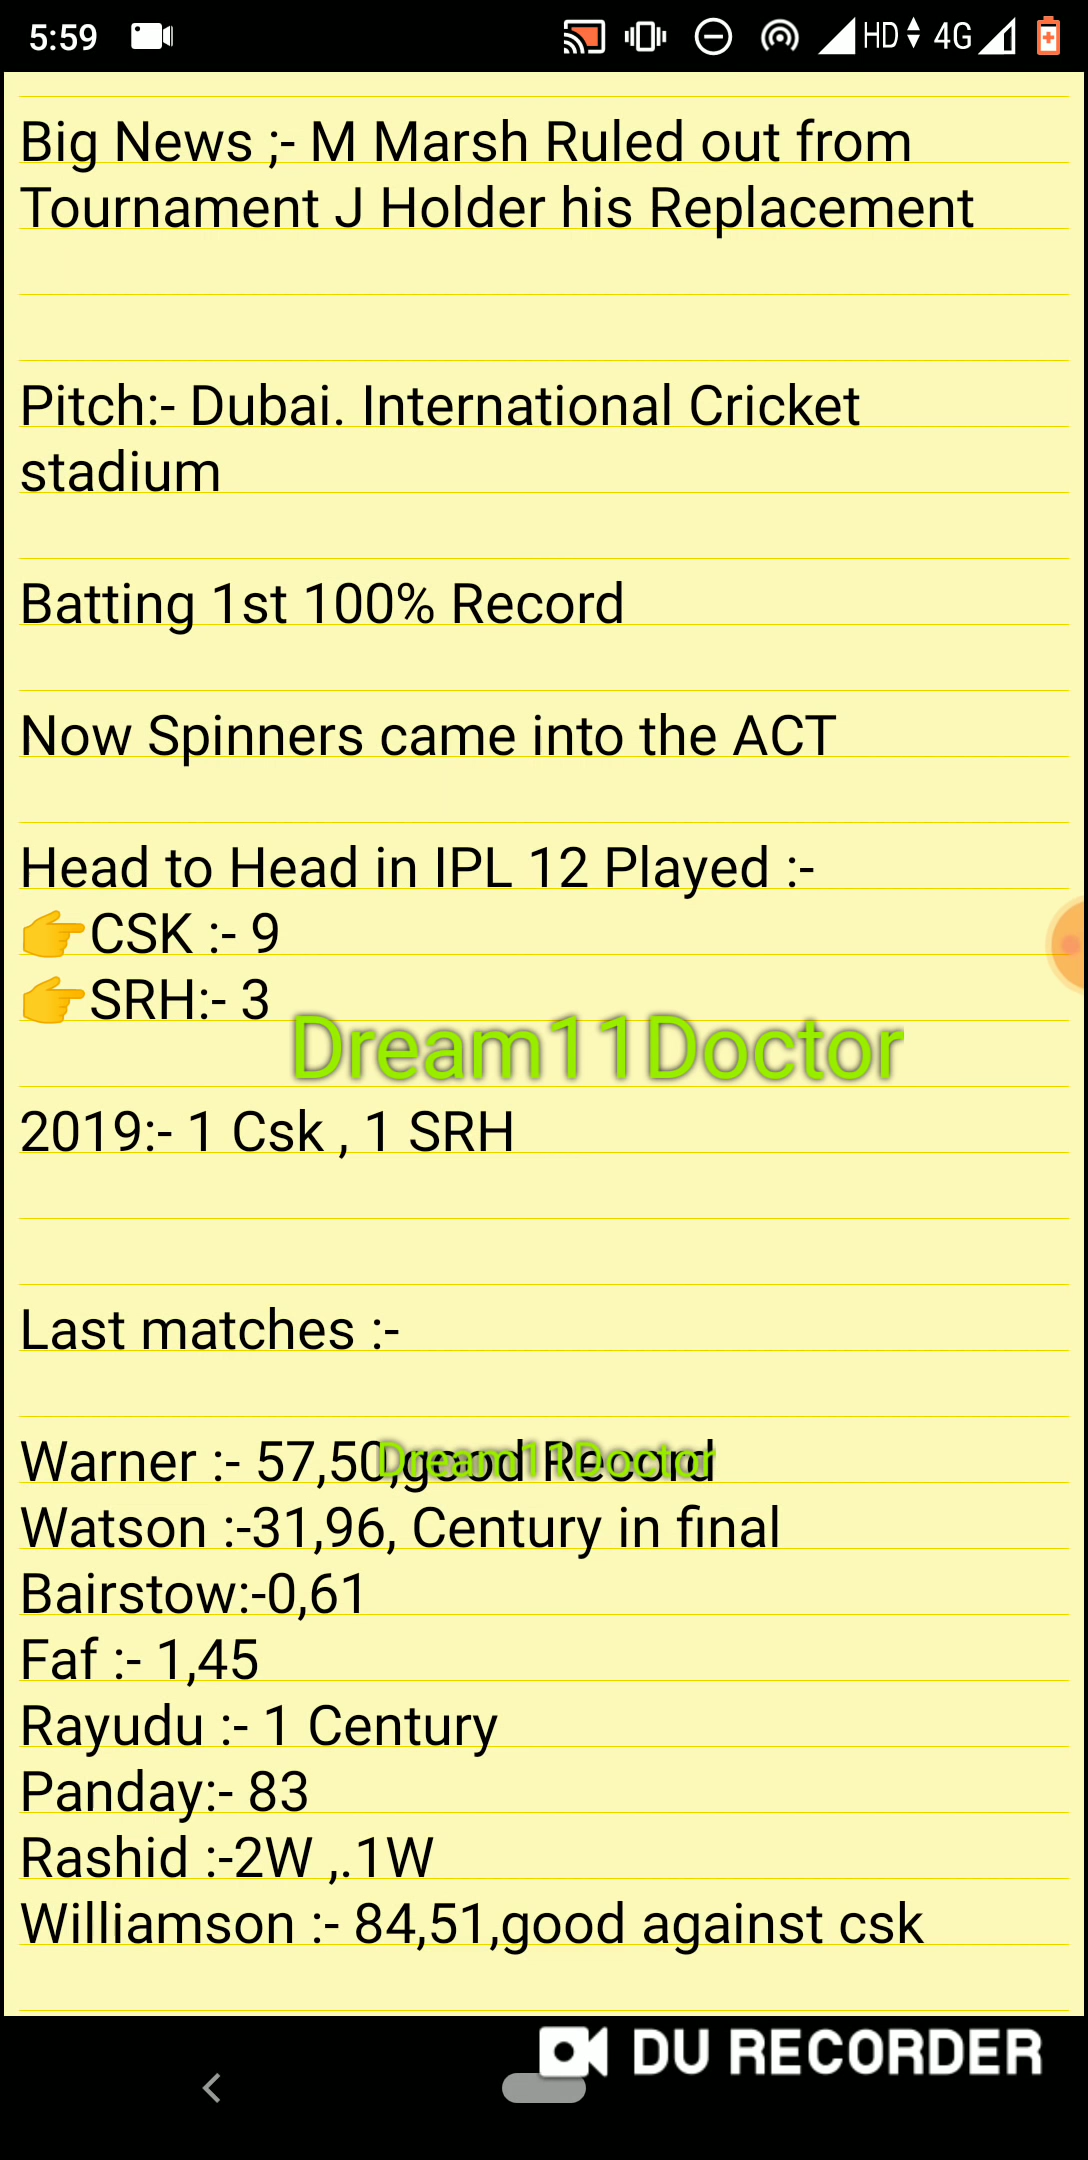 5:59 HD 4G
Big News ;- M Marsh Ruled out from
Tournament J Holder his Replacement
Pitch:- Dubai. International Cricket
stadium
Batting 1st 100% Record
Now Spinners came into the ACT
Head to Head in IPL 12 Played :-
👉CSK :- 9
👉SRH:- 3
Dream11Doctor
2019:- 1 Csk , 1 SRH
Last matches :-
Warner :- 57,50,good Record
Dream11Doctor
Watson :-31,96, Century in final
Bairstow:-0,61
Faf :- 1,45
Rayudu :- 1 Century
Panday:- 83
Rashid :-2W ,.1W
Williamson :- 84,51,good against csk
DU RECORDER